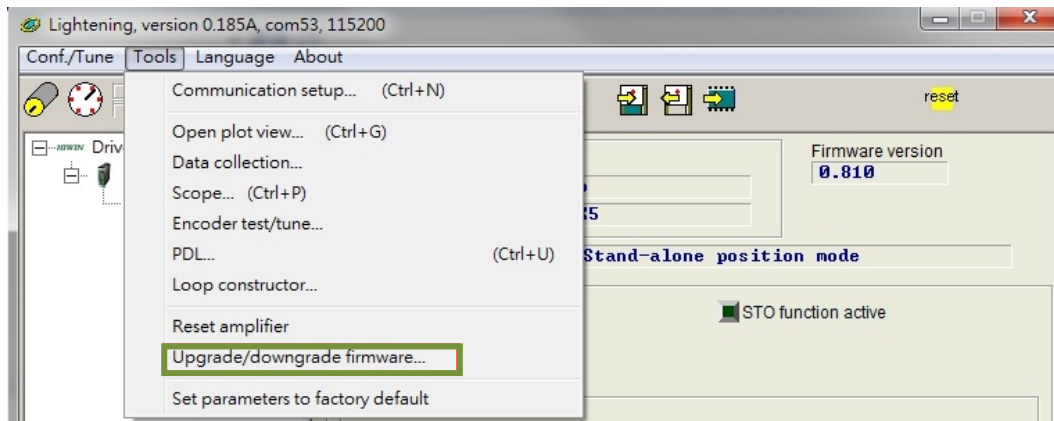 Lightening, version 0.185A, com53, 115200
Conf./Tune Tools Language About
Communication setup... (Ctrl+N)
reset
Open plot view... (Ctrl+G)
HIWIN Driv
Firmware version
Data collection...
0.810
Scope... (Ctrl+P)
Encoder test/tune...
PDL... (Ctrl+U)
Stand-alone position mode
Loop constructor...
STO function active
Reset amplifier
Upgrade/downgrade firmware...
Set parameters to factory default